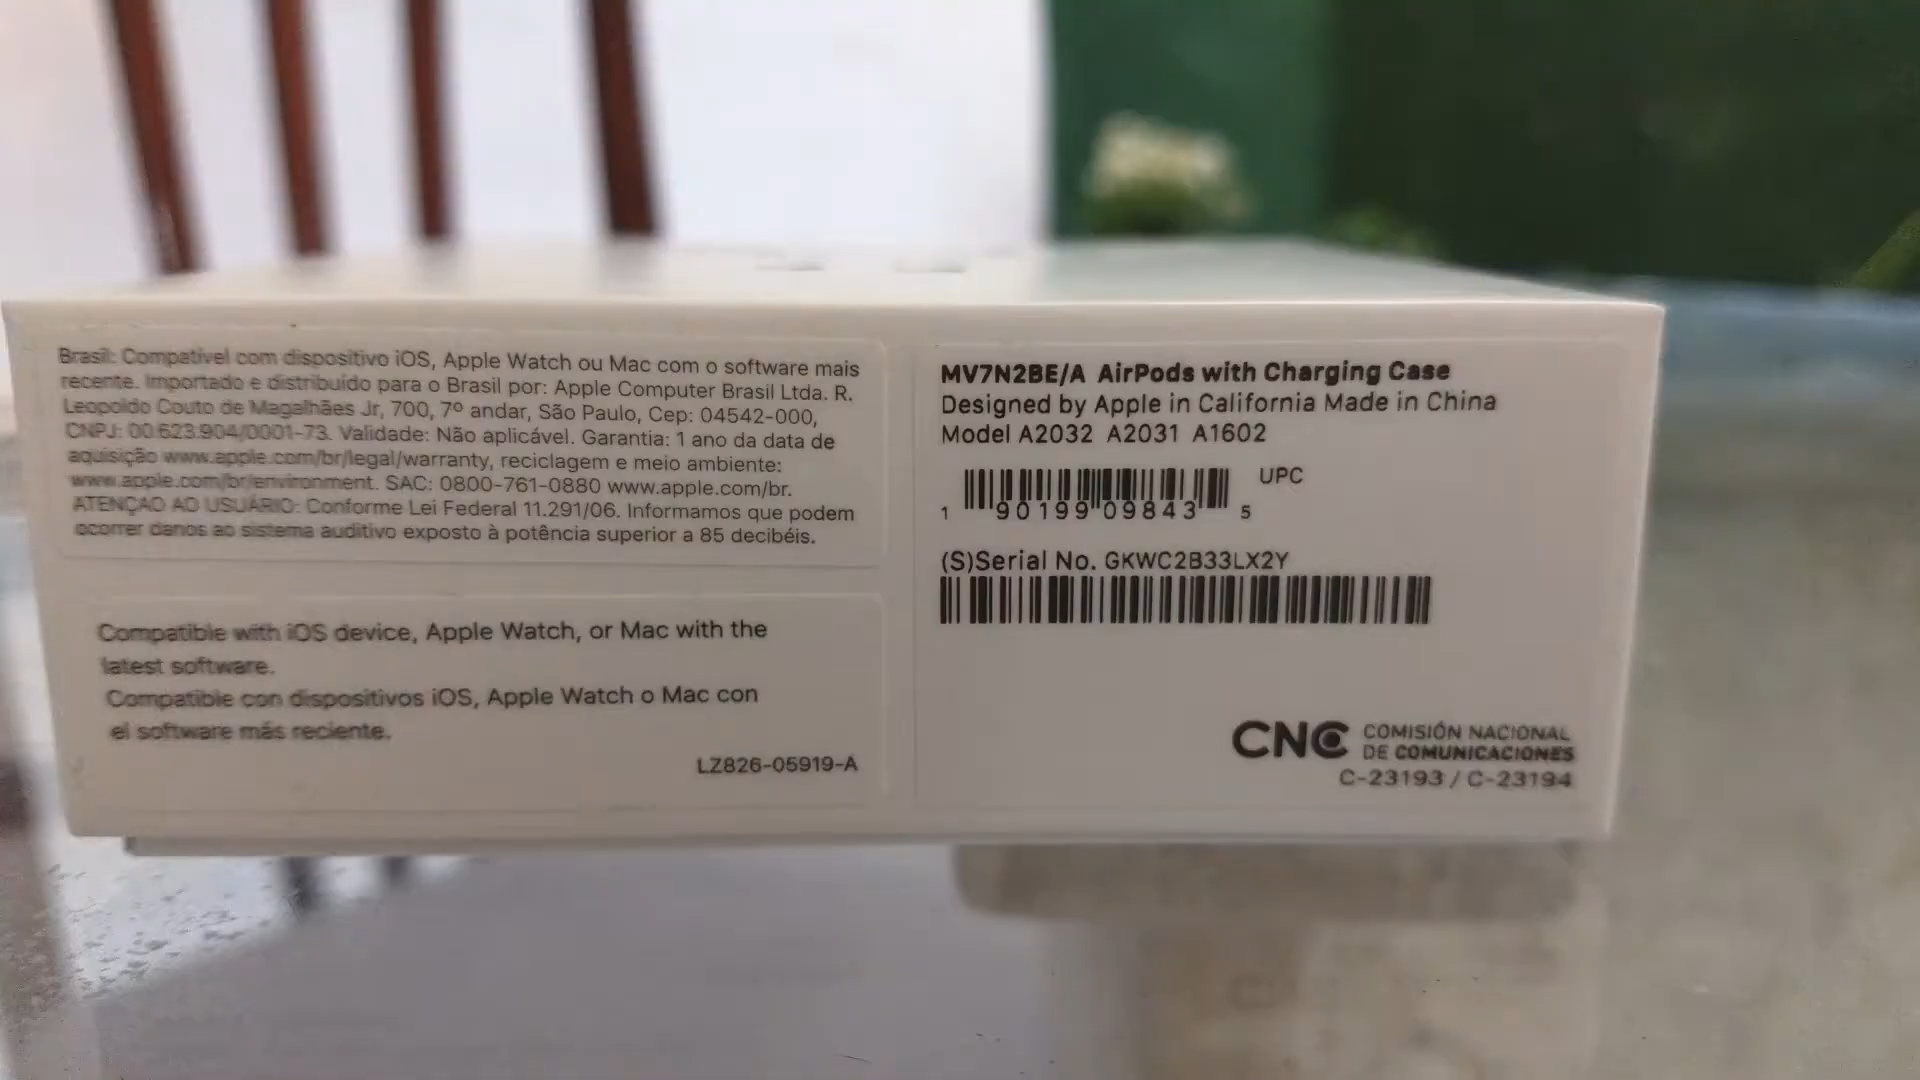 Brasil: Compatível com dispositivo iOS, Apple Watch ou Mac com o software mais
recente. Importado e distribuído para o Brasil por: Apple Computer Brasil Ltda. R.
Leopoldo Couto de Magalhães Jr, 700, 7º andar, São Paulo, Cep: 04542-000,
CNPJ: 00.623.904/0001-73. Validade: Não aplicável. Garantia: 1 ano da data de
aquisição www.apple.com/br/legal/warranty, reciclagem e meio ambiente:
www.apple.com/br/environment. SAC: 0800-761-0880 www.apple.com/br.
ATENÇÃO AO USUÁRIO: Conforme Lei Federal 11.291/06. Informamos que podem
ocorrer danos ao sistema auditivo exposto à potência superior a 85 decibéis.
Compatible with iOS device, Apple Watch, or Mac with the
latest software.
Compatible con dispositivos iOS, Apple Watch o Mac con
el software más reciente.
LZ826-05919-A
MV7N2BE/A AirPods with Charging Case
Designed by Apple in California Made in China
Model A2032 A2031 A1602
UPC
1 90199 09843 5
(S)Serial No. GKWC2B33LX2Y
CNC COMISIÓN NACIONAL
DE COMUNICACIONES
C-23193 / C-23194